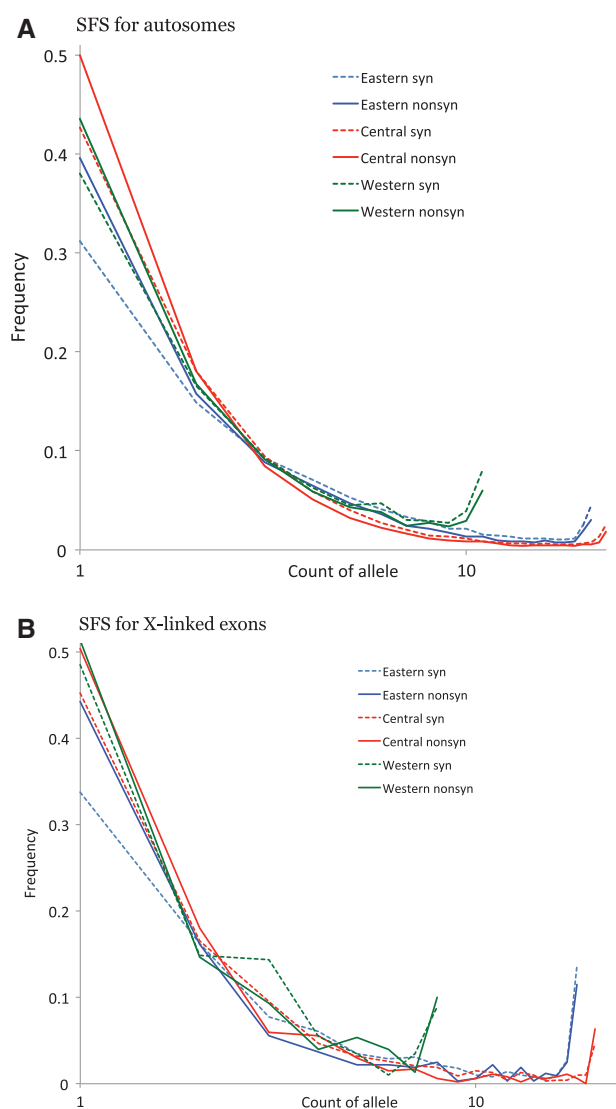 A SFS for autosomes
0.5
0.4
0.3
0.2
0.1
0
Frequency
Eastern syn
Eastern nonsyn
Central syn
Central nonsyn
Western syn
Western nonsyn
1 Count of allele 10
B SFS for X-linked exons
0.5
0.4
0.3
0.2
0.1
0
Frequency
Eastern syn
Eastern nonsyn
Central syn
Central nonsyn
Western syn
Western nonsyn
1 Count of allele 10